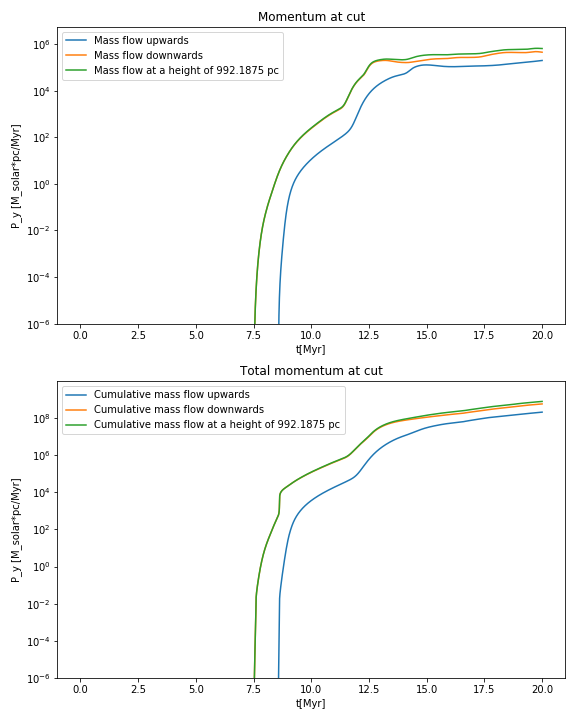 Momentum at cut
Mass flow upwards
Mass flow downwards
Mass flow at a height of 992.1875 pc
P_y [M_solar*pc/Myr]
10^6
10^4
10^2
10^0
10^-2
10^-4
10^-6
0.0 2.5 5.0 7.5 10.0 12.5 15.0 17.5 20.0
t[Myr]
Total momentum at cut
Cumulative mass flow upwards
Cumulative mass flow downwards
Cumulative mass flow at a height of 992.1875 pc
P_y [M_solar*pc/Myr]
10^8
10^6
10^4
10^2
10^0
10^-2
10^-4
10^-6
0.0 2.5 5.0 7.5 10.0 12.5 15.0 17.5 20.0
t[Myr]